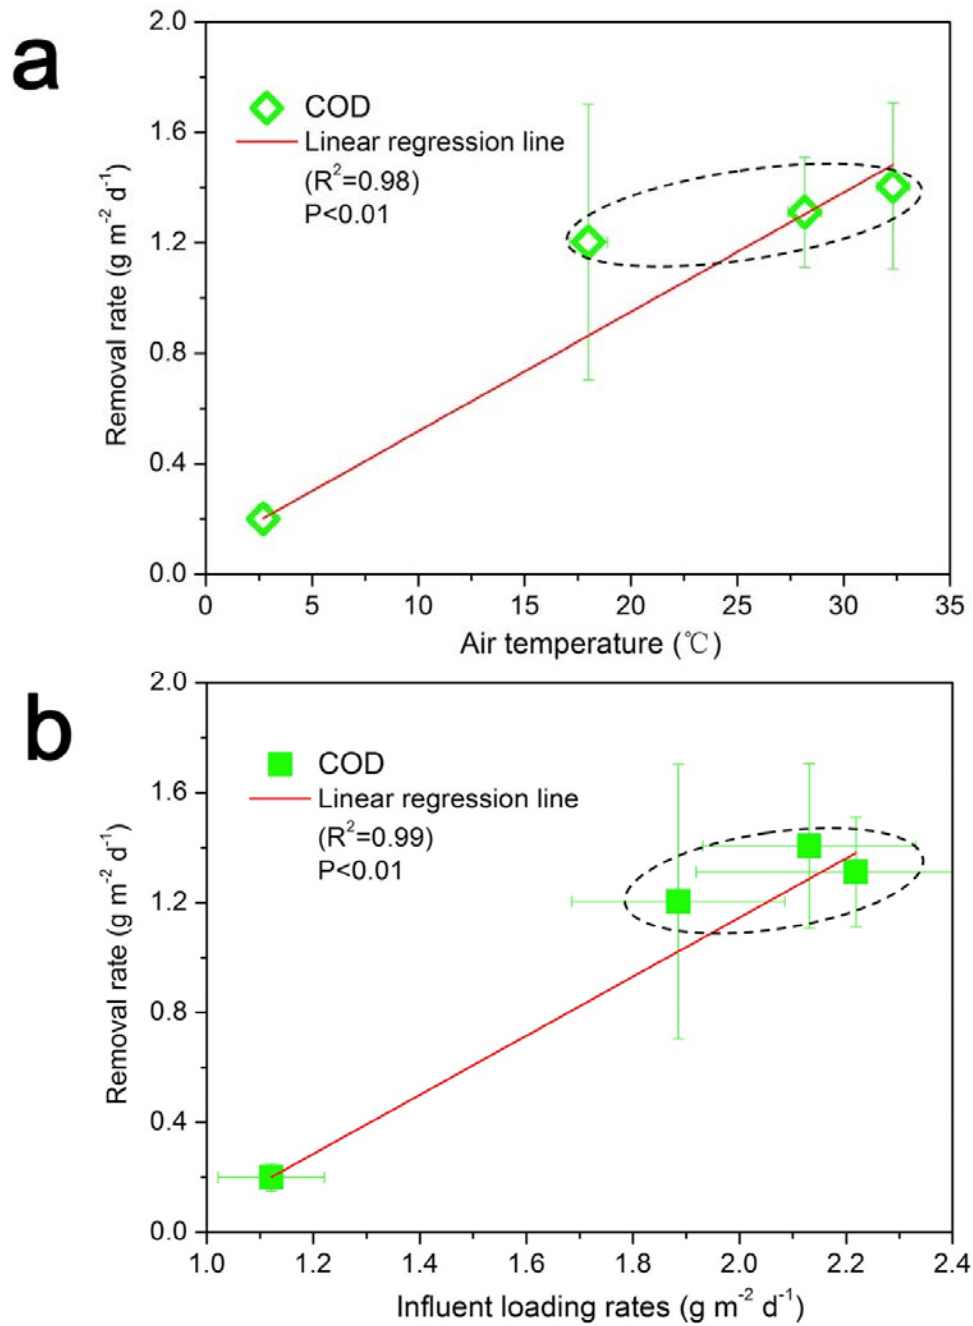 a
2.0
1.6
1.2
0.8
0.4
0.0
Removal rate (g m⁻² d⁻¹)
COD
Linear regression line
(R²=0.98)
P<0.01
0 5 10 15 20 25 30 35
Air temperature (℃)
b
2.0
1.6
1.2
0.8
0.4
0.0
Removal rate (g m⁻² d⁻¹)
COD
Linear regression line
(R²=0.99)
P<0.01
1.0 1.2 1.4 1.6 1.8 2.0 2.2 2.4
Influent loading rates (g m⁻² d⁻¹)